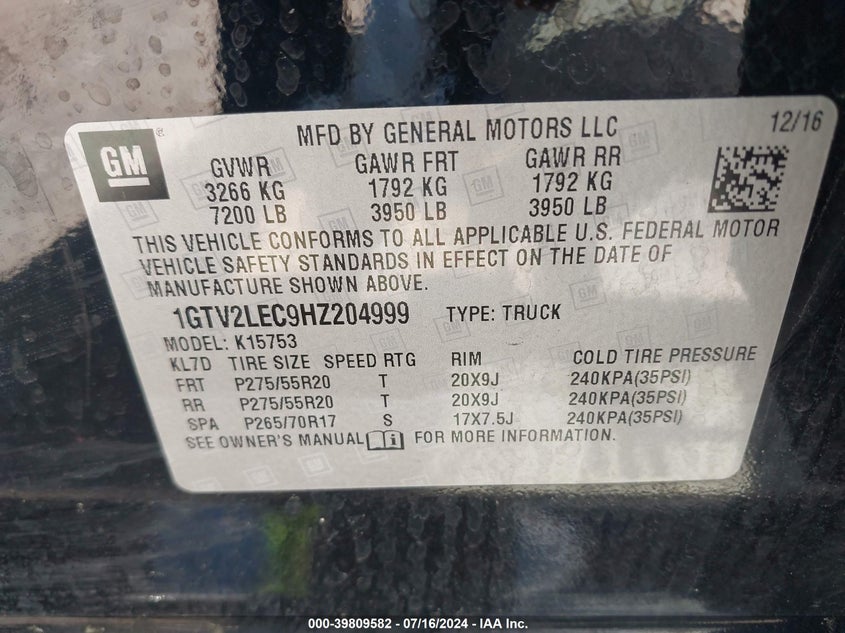 GM
®
MFD BY GENERAL MOTORS LLC
12/16
GVWR GAWR FRT GAWR RR
3266 KG 1792 KG 1792 KG
7200 LB 3950 LB 3950 LB
THIS VEHICLE CONFORMS TO ALL APPLICABLE U.S. FEDERAL MOTOR
VEHICLE SAFETY STANDARDS IN EFFECT ON THE DATE OF
MANUFACTURE SHOWN ABOVE.
1GTV2LEC9HZ204999 TYPE: TRUCK
MODEL: K15753
KL7D TIRE SIZE SPEED RTG RIM COLD TIRE PRESSURE
FRT P275/55R20 T 20X9J 240KPA(35PSI)
RR P275/55R20 T 20X9J 240KPA(35PSI)
SPA P265/70R17 S 17X7.5J 240KPA(35PSI)
SEE OWNER'S MANUAL i FOR MORE INFORMATION.
000-39809582 - 07/16/2024 - IAA Inc.